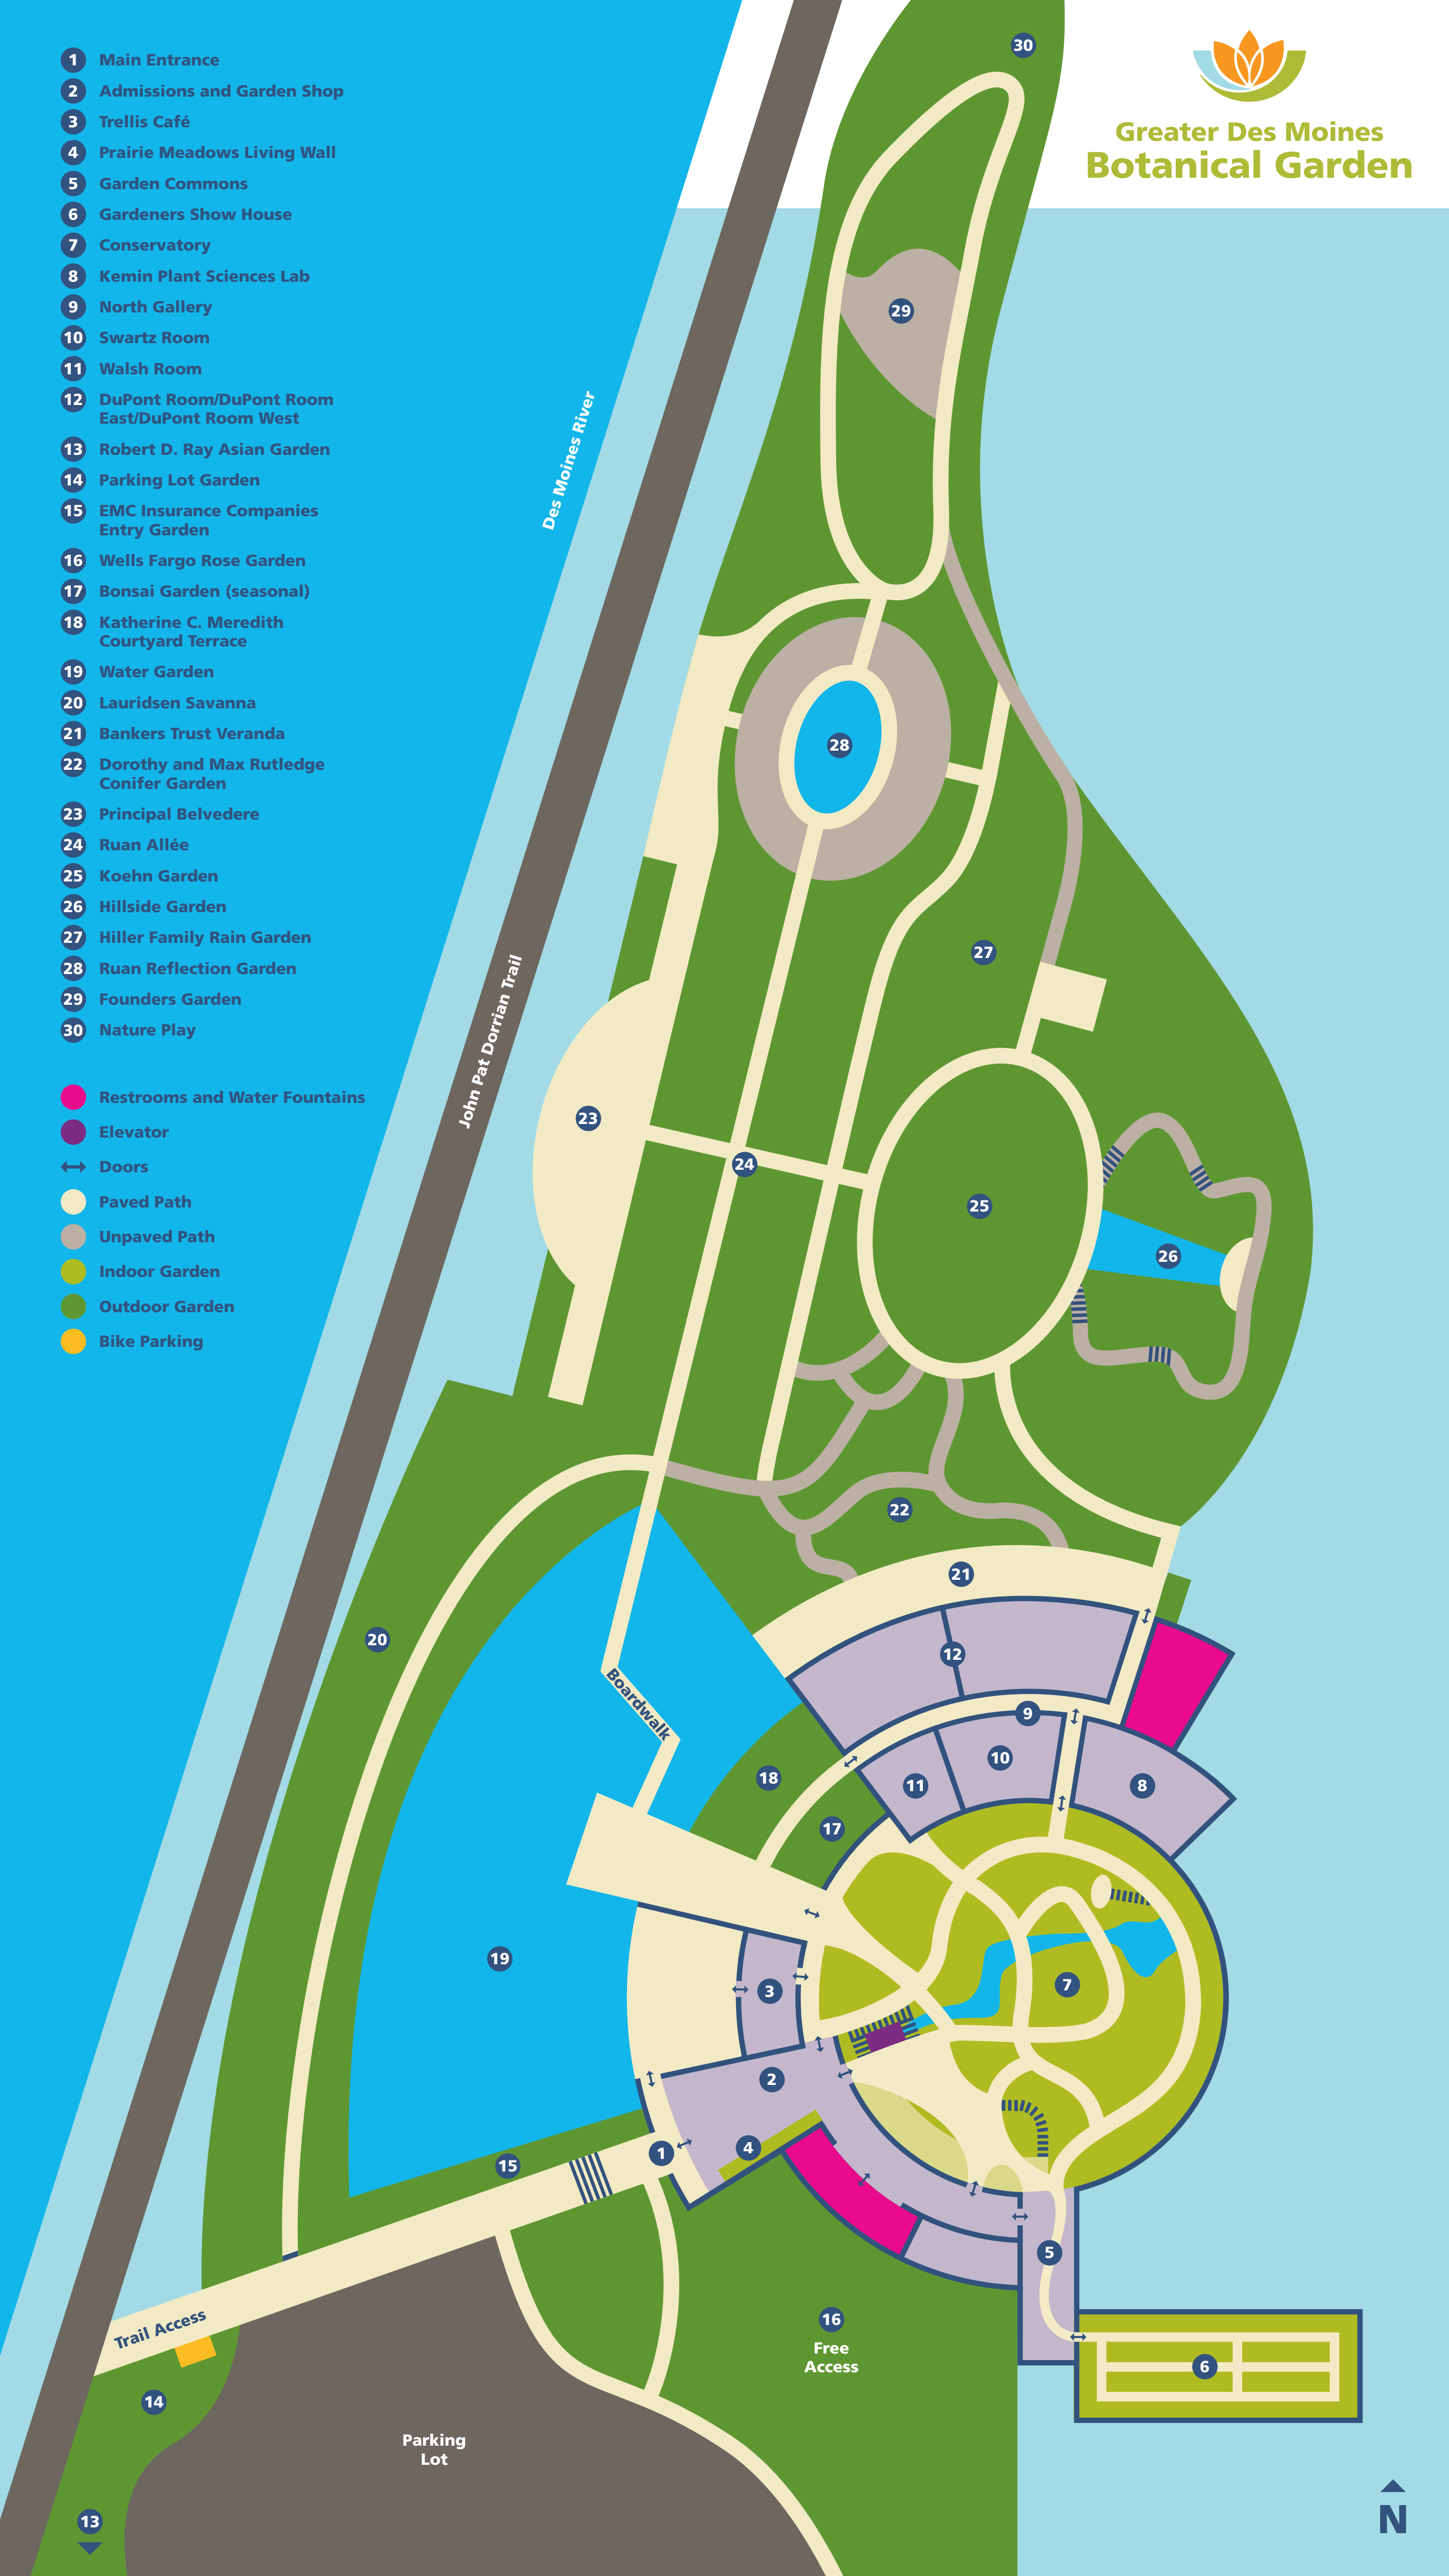 1 Main Entrance
2 Admissions and Garden Shop
3 Trellis Café
4 Prairie Meadows Living Wall
5 Garden Commons
6 Gardeners Show House
7 Conservatory
8 Kemin Plant Sciences Lab
9 North Gallery
10 Swartz Room
11 Walsh Room
12 DuPont Room/DuPont Room
East/DuPont Room West
13 Robert D. Ray Asian Garden
14 Parking Lot Garden
15 EMC Insurance Companies
Entry Garden
16 Wells Fargo Rose Garden
17 Bonsai Garden (seasonal)
18 Katherine C. Meredith
Courtyard Terrace
19 Water Garden
20 Lauridsen Savanna
21 Bankers Trust Veranda
22 Dorothy and Max Rutledge
Conifer Garden
23 Principal Belvedere
24 Ruan Allée
25 Koehn Garden
26 Hillside Garden
27 Hiller Family Rain Garden
28 Ruan Reflection Garden
29 Founders Garden
30 Nature Play
Restrooms and Water Fountains
Elevator
Doors
Paved Path
Unpaved Path
Indoor Garden
Outdoor Garden
Bike Parking
Greater Des Moines
Botanical Garden
30
29
Des Moines River
28
John Pat Dorrian Trail
27
23
24
25
26
22
21
20
12
Boardwalk
9
10
18
11
8
17
19
3
7
2
1
4
15
5
Trail Access
16
Free
Access
6
14
Parking
Lot
13
N